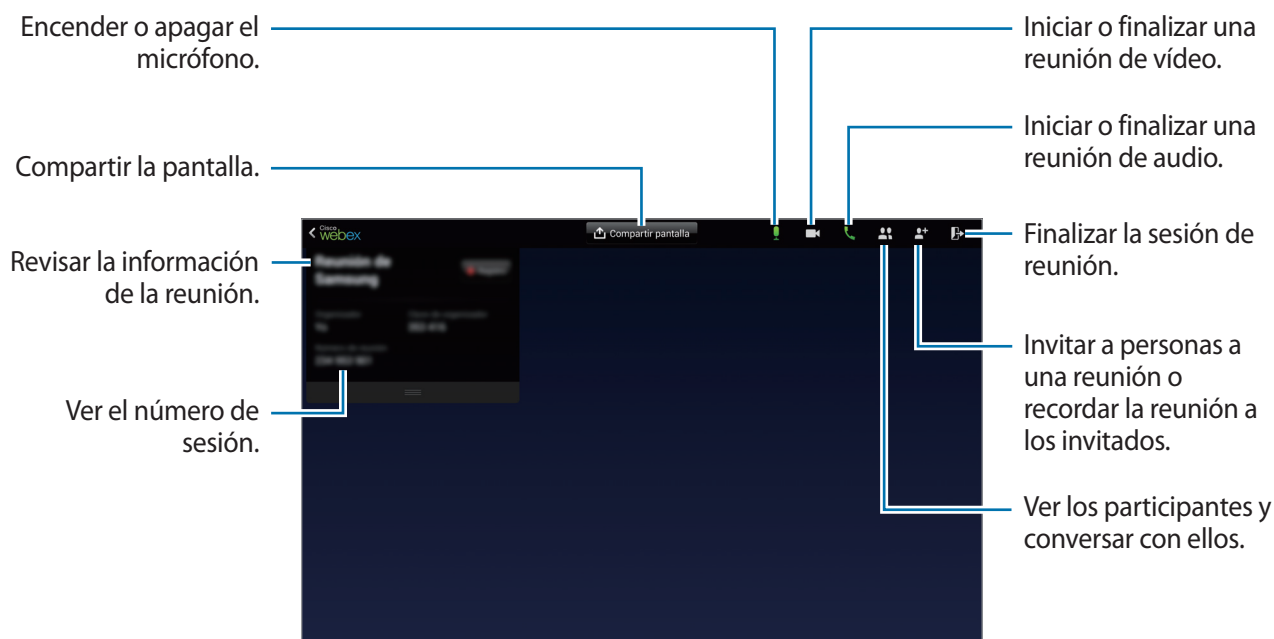 Encender o apagar el
micrófono.
Compartir la pantalla.
Revisar la información
de la reunión.
Ver el número de
sesión.
Cisco
webex
Compartir pantalla
Reunión de
Samsung
Iniciar o finalizar una
reunión de vídeo.
Iniciar o finalizar una
reunión de audio.
Finalizar la sesión de
reunión.
Invitar a personas a
una reunión o
recordar la reunión a
los invitados.
Ver los participantes y
conversar con ellos.